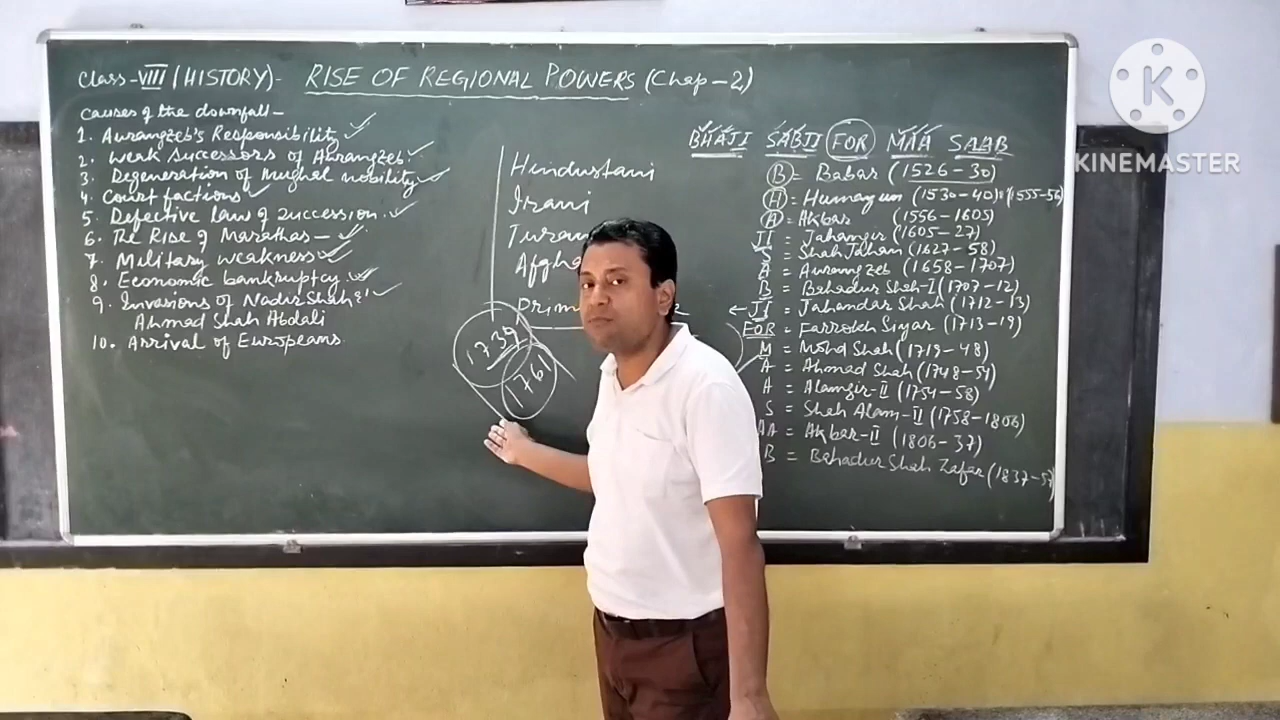 Class-VIII (HISTORY)- RISE OF REGIONAL POWERS (Chap-2)
Causes of the downfall-
1. Aurangzeb's Responsibility ✓
2. Weak Successors of Aurangzeb. ✓
3. Degeneration of Mughal nobility ✓
4. Court factions ✓
5. Defective law of succession. ✓
6. The Rise of Marathas- ✓
7. Military weakness ✓
8. Economic bankruptcy ✓
9. Invasions of Nadir Shah &
Ahmad Shah Abdali
10. Arrival of Europeans
Hindustani
Irani
1739
1761
BHAJI SABJI FOR MAA SAAB
B = Babar (1526-30)
H = Humayun (1530-40) (1555-56)
A = Akbar (1556-1605)
JI = Jahangir (1605-27)
S = Shah Jahan (1627-58)
A = Aurangzeb (1658-1707)
B = Bahadur Shah-I (1707-12)
← JI = Jahandar Shah (1712-13)
FOR = Farrokh Siyar (1713-19)
M = Mohd Shah (1719-48)
A = Ahmad Shah (1748-54)
A = Alamgir-II (1754-58)
S = Shah Alam-II (1758-1806)
AA = Akbar-II (1806-37)
B = Bahadur Shah Zafar (1837-57)
K
KINEMASTER